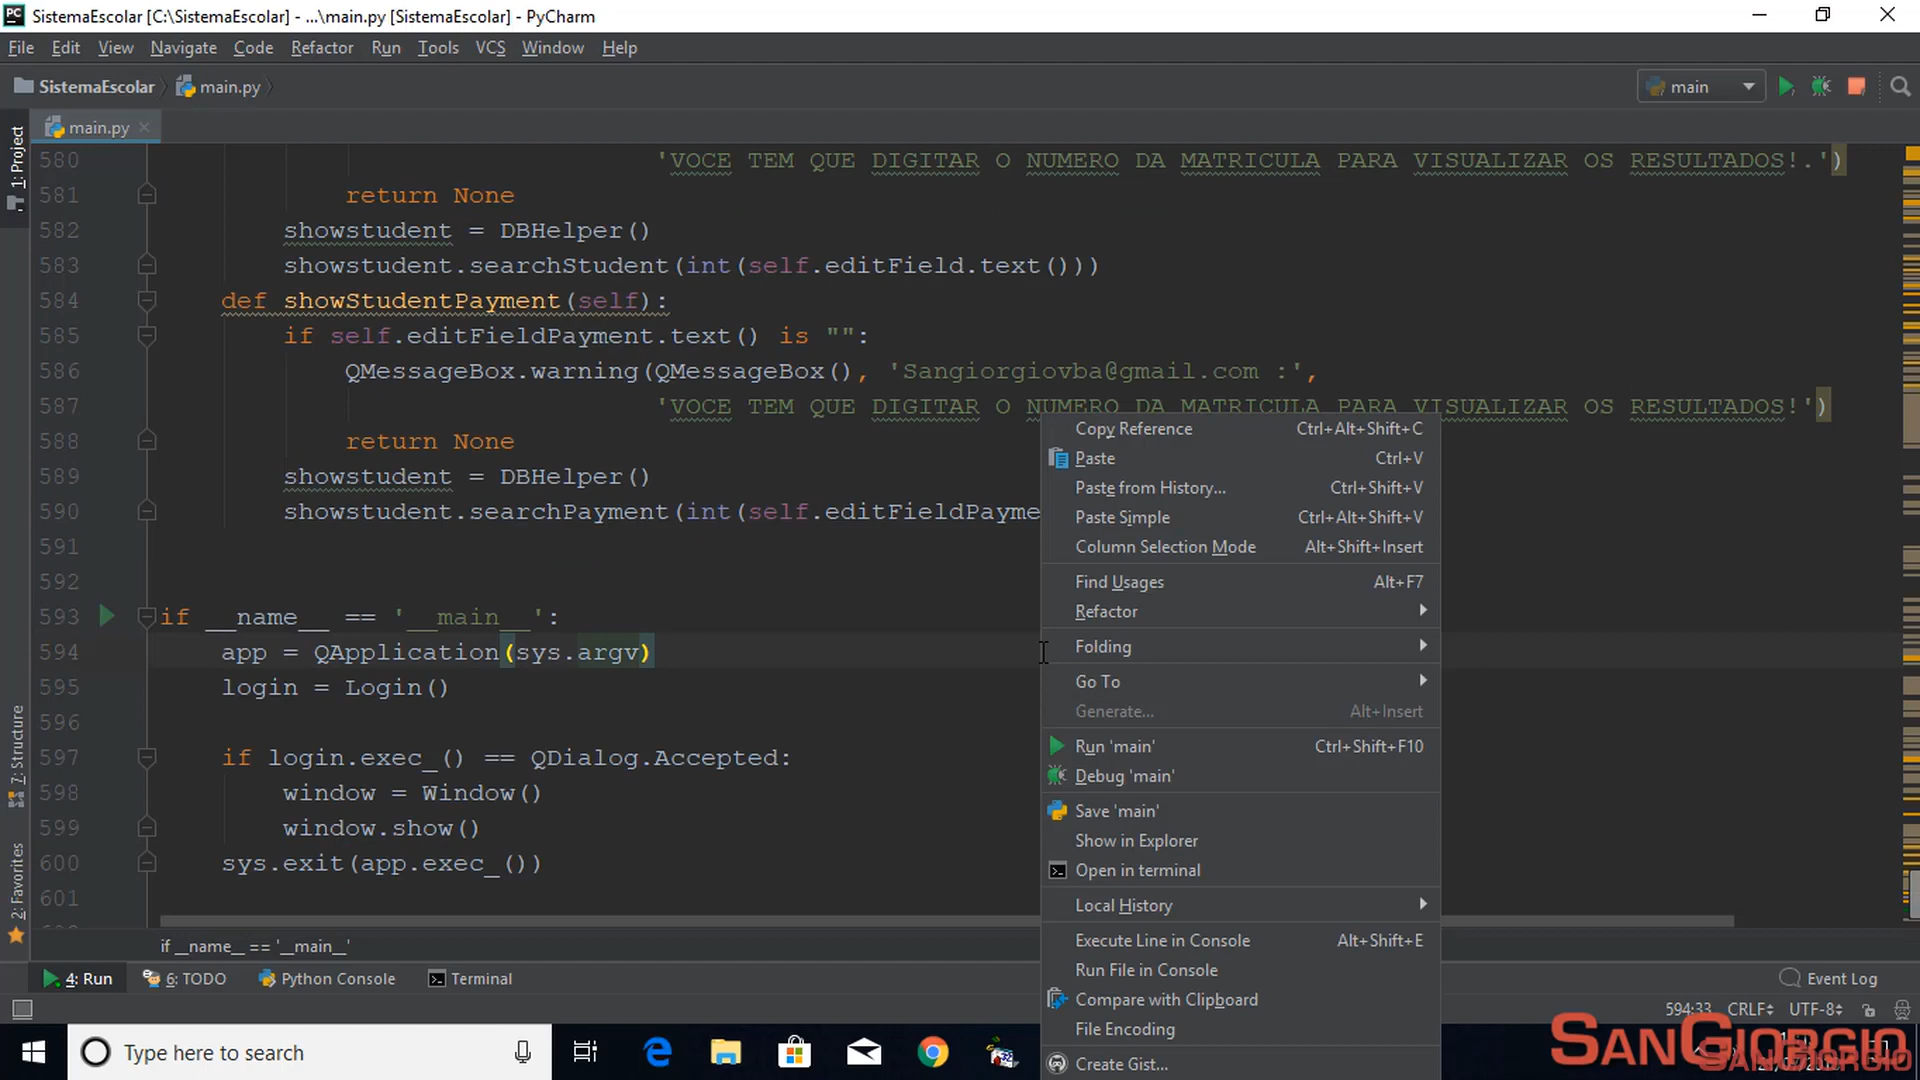 SistemaEscolar [C:\SistemaEscolar] - ...\main.py [SistemaEscolar] - PyCharm
File Edit View Navigate Code Refactor Run Tools VCS Window Help
SistemaEscolar main.py main
1: Project
main.py
580 'VOCE TEM QUE DIGITAR O NUMERO DA MATRICULA PARA VISUALIZAR OS RESULTADOS!.')
581 return None
582 showstudent = DBHelper()
583 showstudent.searchStudent(int(self.editField.text()))
584 def showStudentPayment(self):
585 if self.editFieldPayment.text() is "":
586 QMessageBox.warning(QMessageBox(), 'Sangiorgiovba@gmail.com :',
587 'VOCE TEM QUE DIGITAR O NUMERO DA MATRICULA PARA VISUALIZAR OS RESULTADOS!')
588 return None
589 showstudent = DBHelper()
590 showstudent.searchPayment(int(self.editFieldPayme
591
592
593 if __name__ == '__main__':
594 app = QApplication(sys.argv)
595 login = Login()
596
597 if login.exec_() == QDialog.Accepted:
598 window = Window()
599 window.show()
600 sys.exit(app.exec_())
601
Copy Reference Ctrl+Alt+Shift+C
Paste Ctrl+V
Paste from History... Ctrl+Shift+V
Paste Simple Ctrl+Alt+Shift+V
Column Selection Mode Alt+Shift+Insert
Find Usages Alt+F7
Refactor
Folding
Go To
Generate... Alt+Insert
Run 'main' Ctrl+Shift+F10
Debug 'main'
Save 'main'
Show in Explorer
Open in terminal
Local History
Execute Line in Console Alt+Shift+E
Run File in Console
Compare with Clipboard
File Encoding
Create Gist...
7: Structure
2: Favorites
if __name__ == '__main__'
4: Run 6: TODO Python Console Terminal Event Log
594:33 CRLF UTF-8
Type here to search
SANGIORGIO
SANGIORGIO